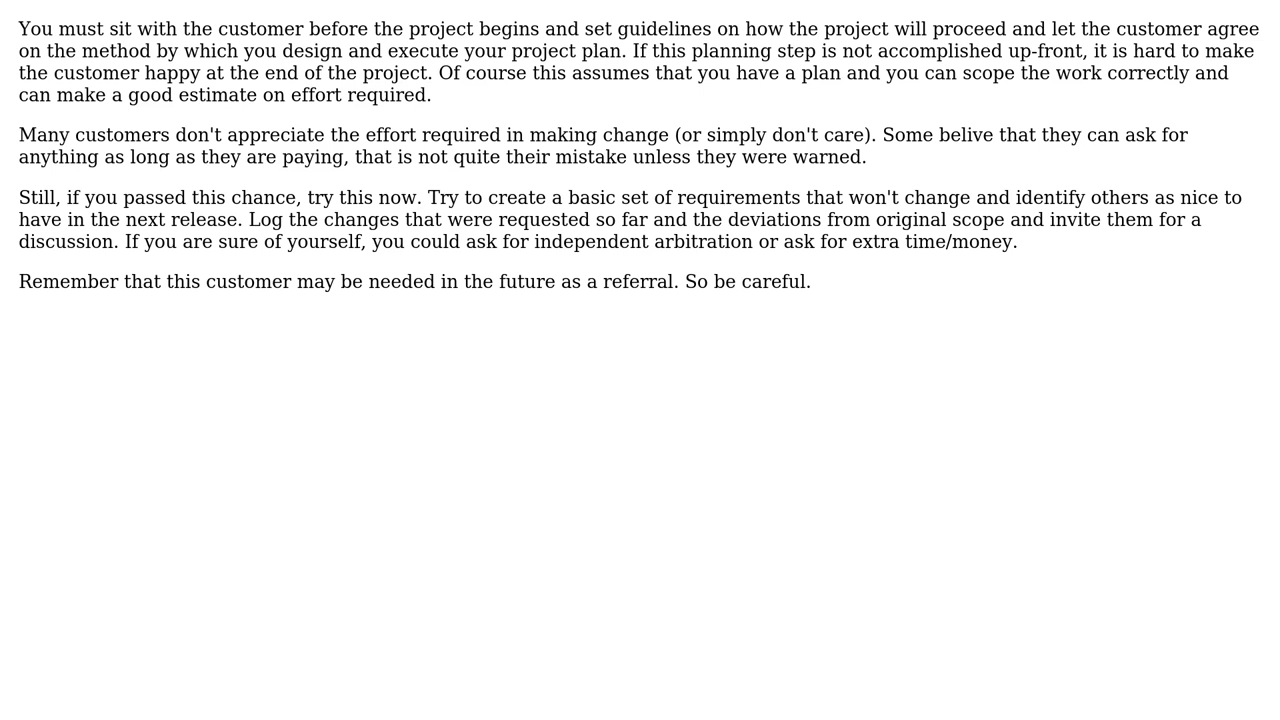 You must sit with the customer before the project begins and set guidelines on how the project will proceed and let the customer agree
on the method by which you design and execute your project plan. If this planning step is not accomplished up-front, it is hard to make
the customer happy at the end of the project. Of course this assumes that you have a plan and you can scope the work correctly and
can make a good estimate on effort required.
Many customers don't appreciate the effort required in making change (or simply don't care). Some belive that they can ask for
anything as long as they are paying, that is not quite their mistake unless they were warned.
Still, if you passed this chance, try this now. Try to create a basic set of requirements that won't change and identify others as nice to
have in the next release. Log the changes that were requested so far and the deviations from original scope and invite them for a
discussion. If you are sure of yourself, you could ask for independent arbitration or ask for extra time/money.
Remember that this customer may be needed in the future as a referral. So be careful.